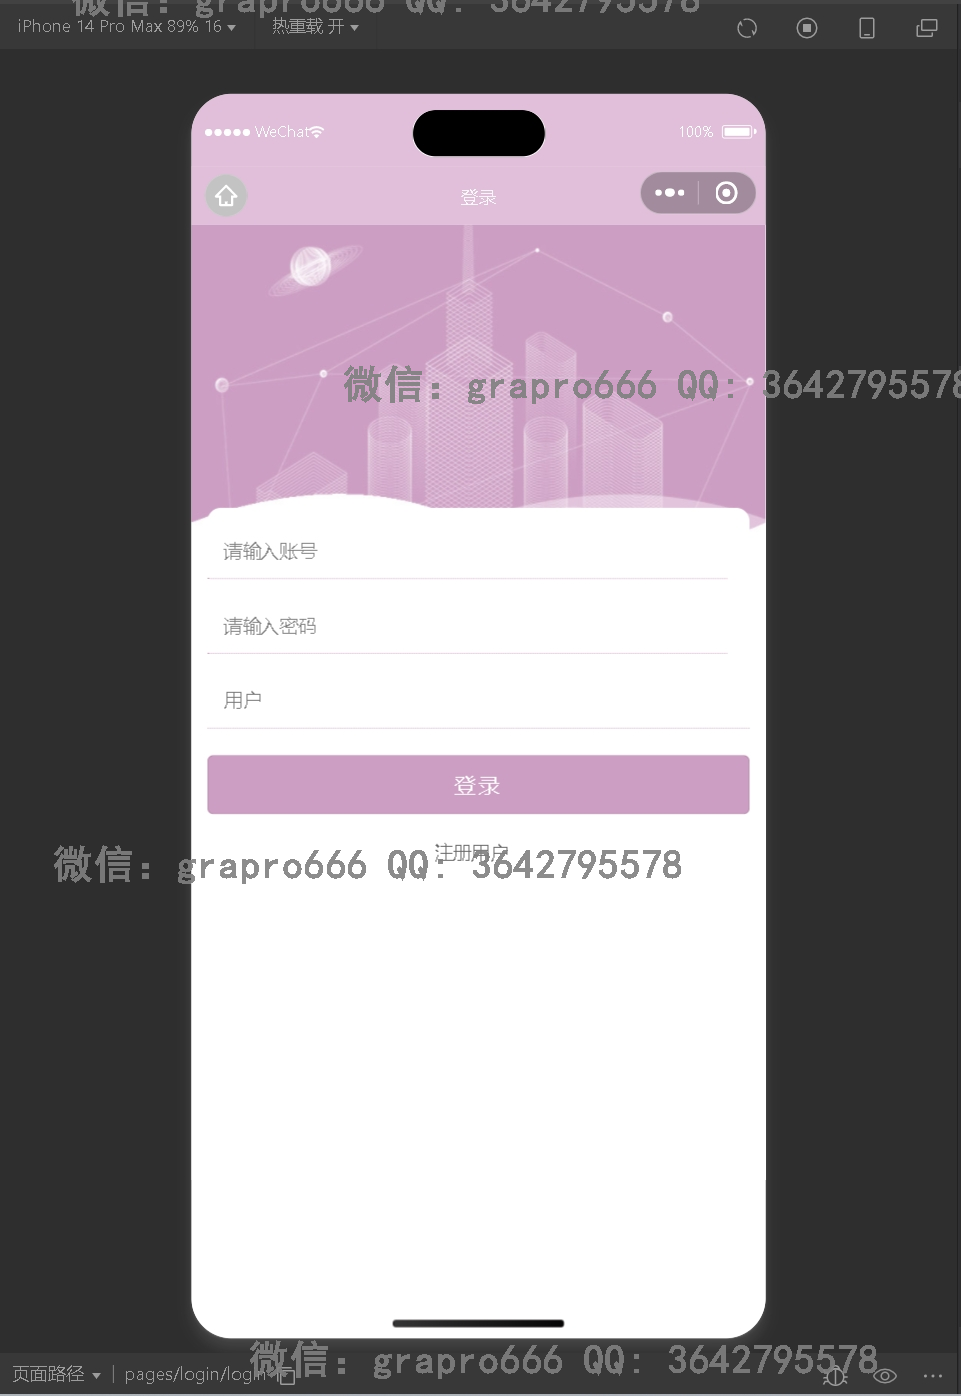 微信: grapro666 QQ: 3642795578
iPhone 14 Pro Max 89% 16
热重载 开
WeChat
100%
登录
微信: grapro666 QQ: 3642795578
请输入账号
请输入密码
用户
登录
注册用户
微信: grapro666 QQ: 3642795578
微信: grapro666 QQ: 3642795578
页面路径
pages/login/login